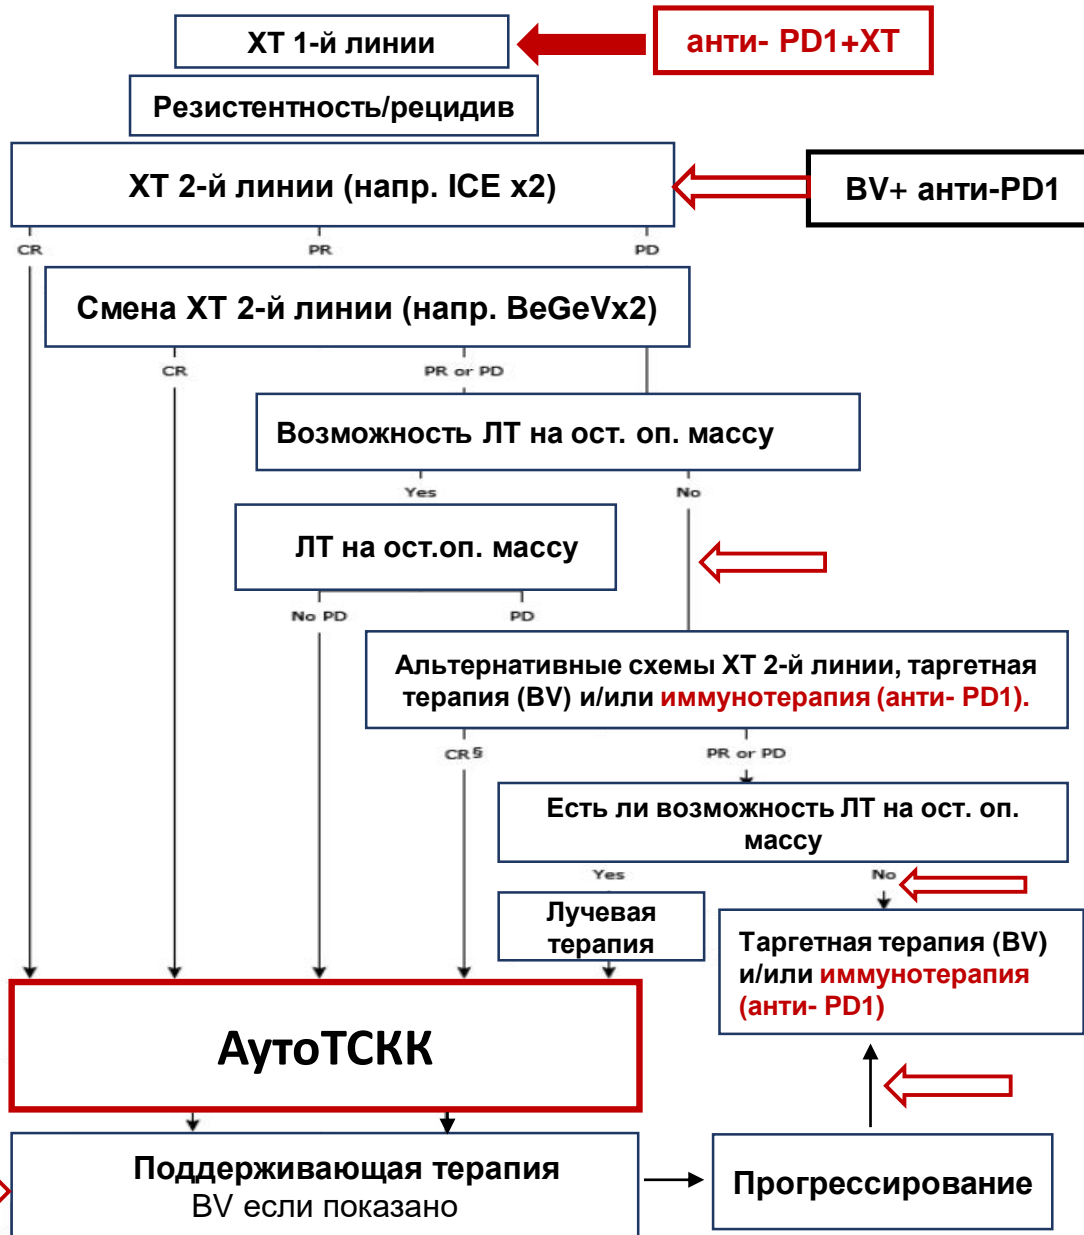 ХТ 1-й линии
анти- PD1+XT
Резистентность/рецидив
ХТ 2-й линии (напр. ICE x2)
BV+ анти-PD1
CR
PR
PD
Смена ХТ 2-й линии (напр. BeGeVx2)
CR
PR or PD
Возможность ЛТ на ост. оп. массу
Yes
No
ЛТ на ост.оп. массу
No PD
PD
Альтернативные схемы ХТ 2-й линии, таргетная
терапия (BV) и/или иммунотерапия (анти- PD1).
CR§
PR or PD
Есть ли возможность ЛТ на ост. оп.
массу
Yes
No
Лучевая
терапия
Таргетная терапия (BV)
и/или иммунотерапия
(анти- PD1)
АутоТСКК
Поддерживающая терапия
BV если показано
Прогрессирование